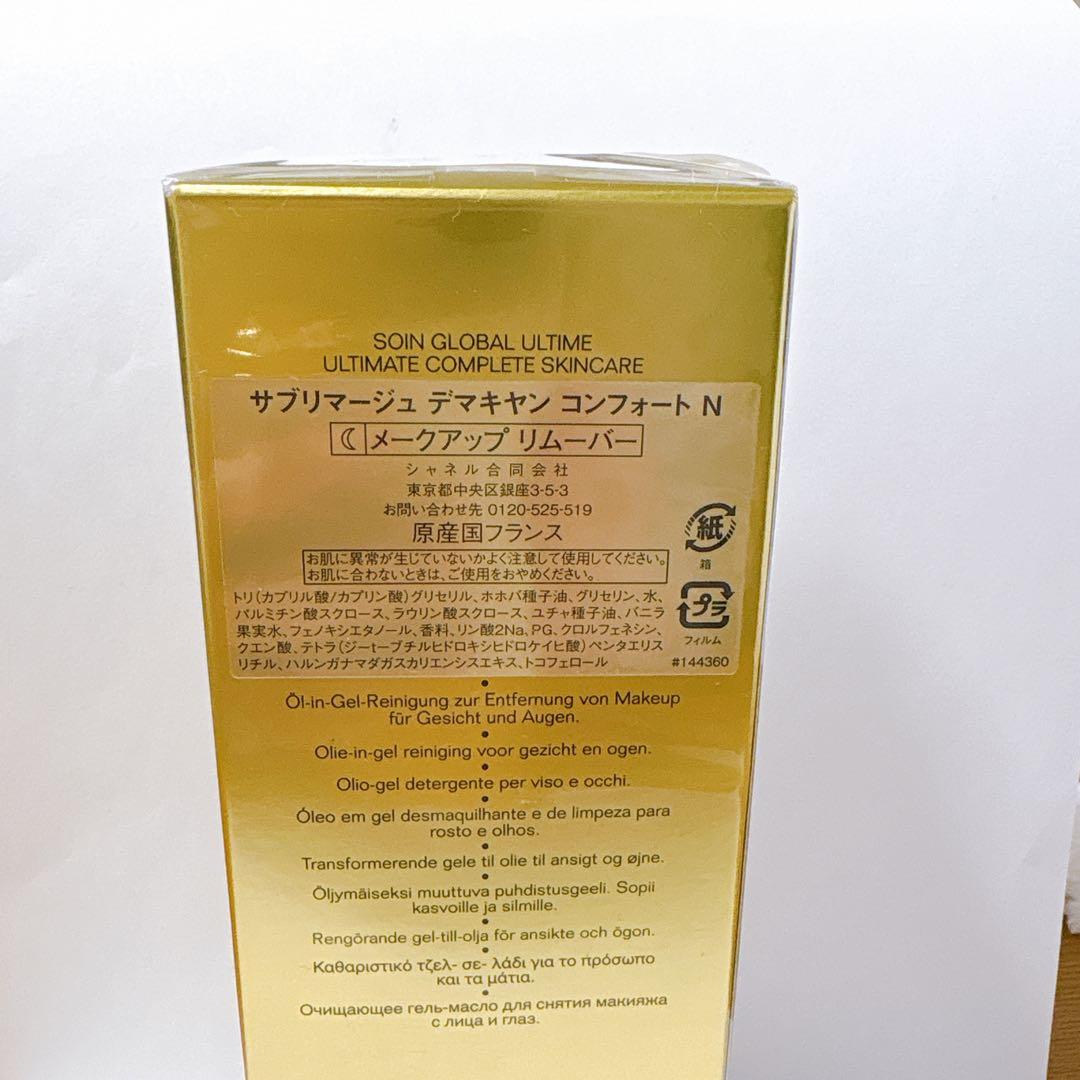 SOIN GLOBAL ULTIME
ULTIMATE COMPLETE SKINCARE
サブリマージュ デマキヤン コンフォート N
メークアップ リムーバー
シャネル合同会社
東京都中央区銀座3-5-3
お問い合わせ先 0120-525-519
原産国フランス
お肌に異常が生じていないかよく注意して使用してください。
お肌に合わないときは、ご使用をおやめください。
紙
箱
トリ(カプリル酸/カプリン酸)グリセリル、ホホバ種子油、グリセリン、水、
パルミチン酸スクロース、ラウリン酸スクロース、ユチャ種子油、バニラ
果実水、フェノキシエタノール、香料、リン酸2Na、PG、クロルフェネシン、
クエン酸、テトラ(ジ-t-ブチルヒドロキシヒドロケイヒ酸)ペンタエリス
リチル、ハルンガナマダガスカリエンシスエキス、トコフェロール
プラ
フィルム
#144360
Öl-in-Gel-Reinigung zur Entfernung von Makeup
für Gesicht und Augen.
Olie-in-gel reiniging voor gezicht en ogen.
Olio-gel detergente per viso e occhi.
Óleo em gel desmaquilhante e de limpeza para
rosto e olhos.
Transformerende gele til olie til ansigt og øjne.
Öljymäiseksi muuttuva puhdistusgeeli. Sopii
kasvoille ja silmille.
Rengörande gel-till-olja för ansikte och ögon.
Καθαριστικό τζελ- σε- λάδι για το πρόσωπο
και τα μάτια.
Очищающее гель-масло для снятия макияжа
с лица и глаз.